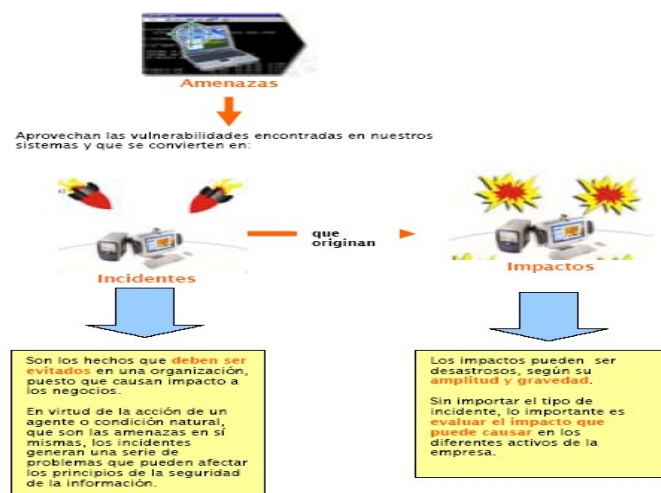 Amenazas
Aprovechan las vulnerabilidades encontradas en nuestros
sistemas y que se convierten en:
que
originan
Incidentes
Impactos
Son los hechos que deben ser
evitados en una organización,
puesto que causan impacto a
los negocios.
En virtud de la acción de un
agente o condición natural,
que son las amenazas en sí
mismas, los incidentes
generan una serie de
problemas que pueden afectar
los principios de la seguridad
de la información.
Los impactos pueden ser
desastrosos, según su
amplitud y gravedad.
Sin importar el tipo de
incidente, lo importante es
evaluar el impacto que
puede causar en los
diferentes activos de la
empresa.